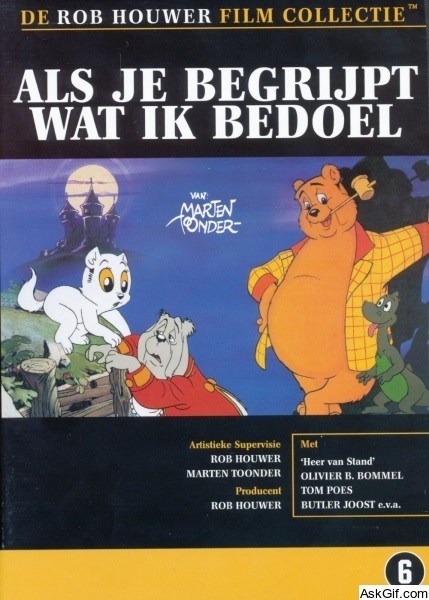 DE ROB HOUWER FILM COLLECTIE™
ALS JE BEGRIJPT
WAT IK BEDOEL
VAN:
MARTEN
TOONDER
Artistieke Supervisie
ROB HOUWER
MARTEN TOONDER
Producent
ROB HOUWER
Met
'Heer van Stand'
OLIVIER B. BOMMEL
TOM POES
BUTLER JOOST e.v.a.
6
AskGif.com